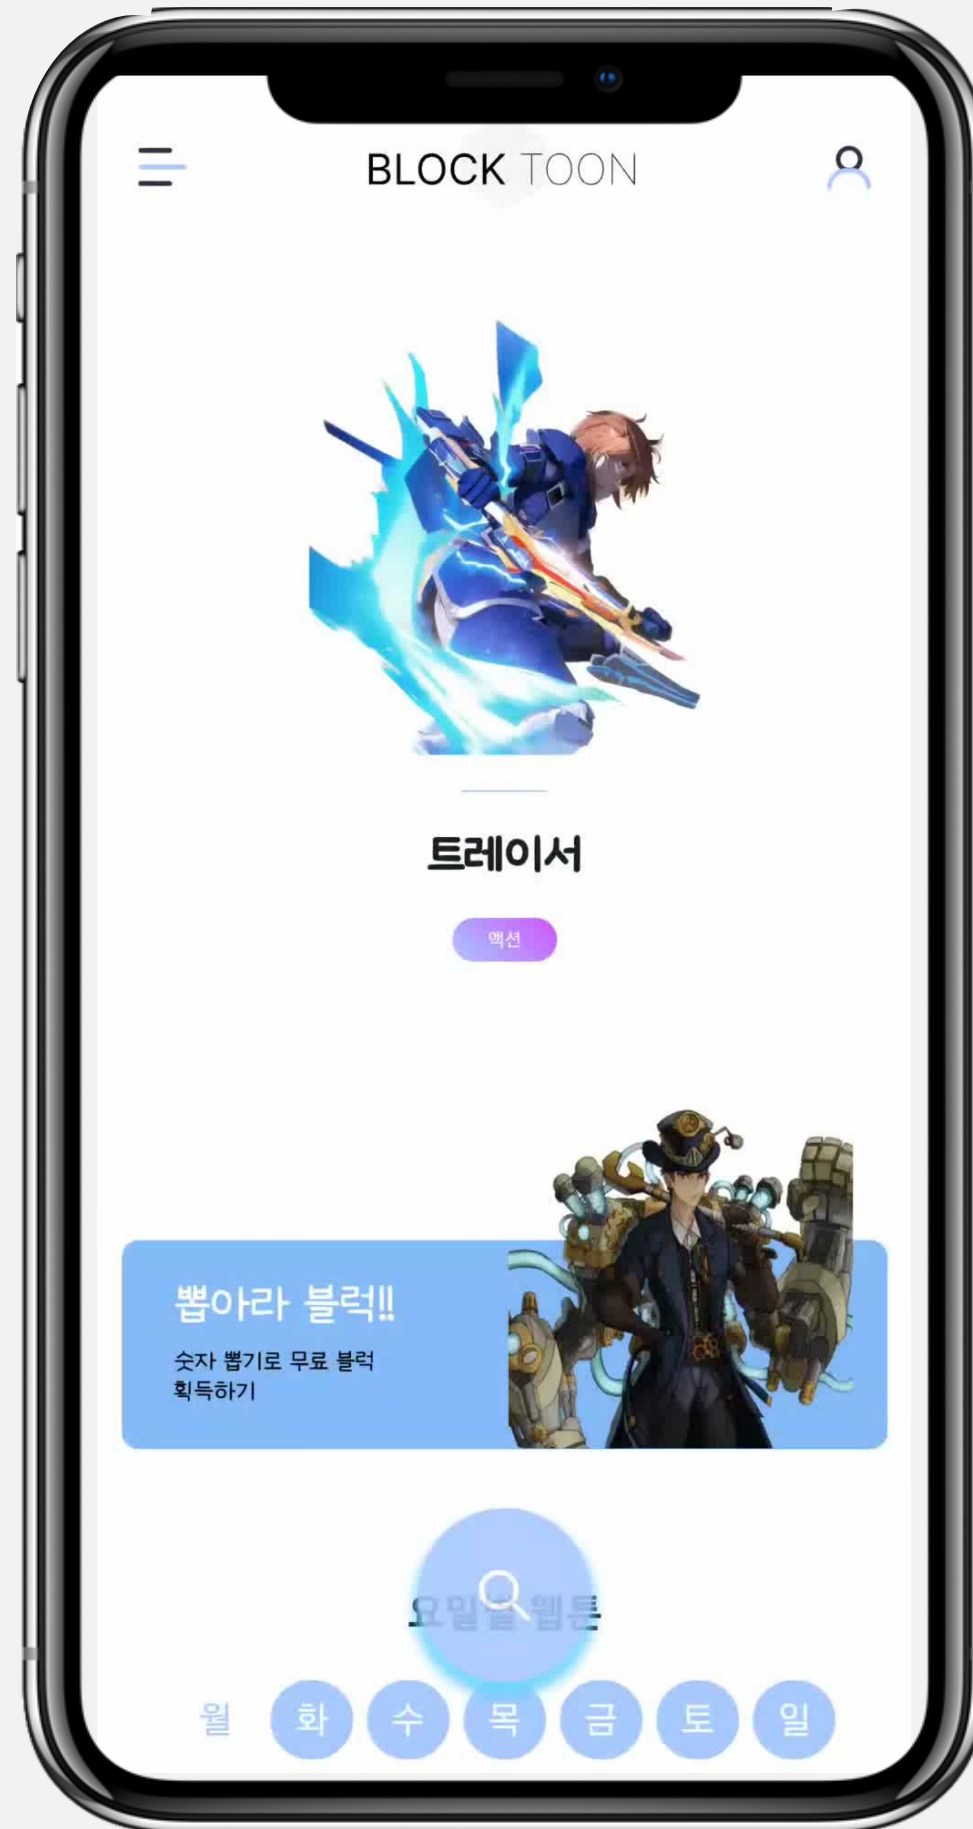 BLOCK TOON
트레이서
액션
뽑아라 블럭!!
숫자 뽑기로 무료 블럭
획득하기
요일별 웹툰
월 화 수 목 금 토 일